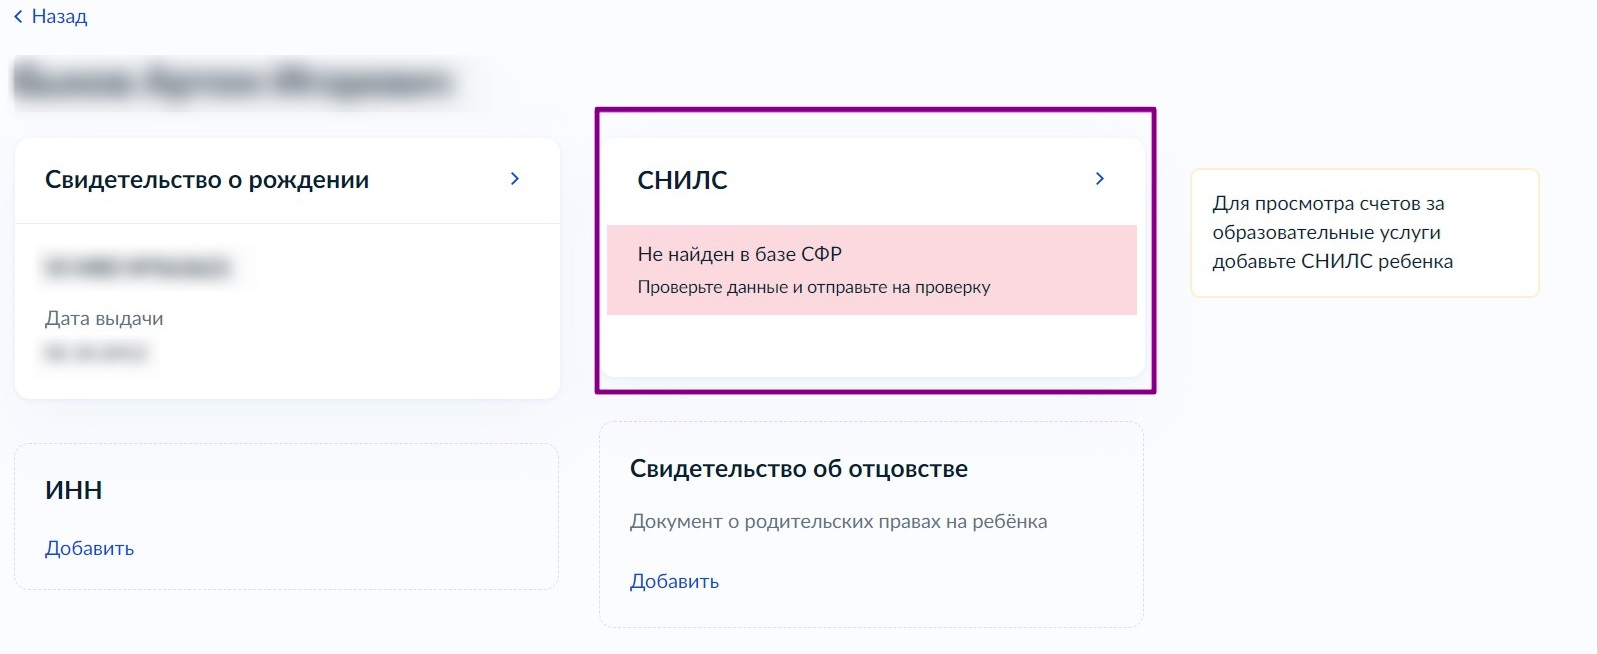 Назад
Свидетельство о рождении
Дата выдачи
СНИЛС
Не найден в базе СФР
Проверьте данные и отправьте на проверку
Для просмотра счетов за
образовательные услуги
добавьте СНИЛС ребенка
ИНН
Добавить
Свидетельство об отцовстве
Документ о родительских правах на ребёнка
Добавить